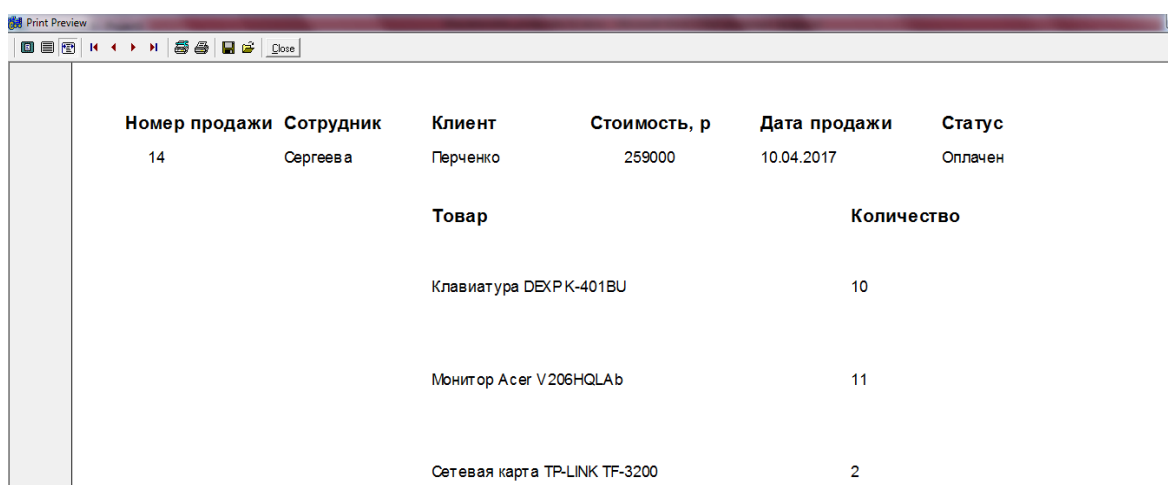 Print Preview
Close
Номер продажи Сотрудник Клиент Стоимость, р Дата продажи Статус
14 Сергеева Перченко 259000 10.04.2017 Оплачен
Товар Количество
Клавиатура DEXP K-401BU 10
Монитор Acer V206HQLAb 11
Сетевая карта TP-LINK TF-3200 2